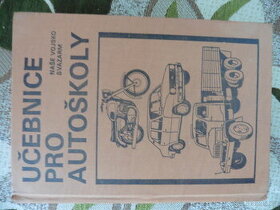 UČEBNICE
PRO
AUTOŠKOLY
NAŠE VOJSKO
SVAZARM